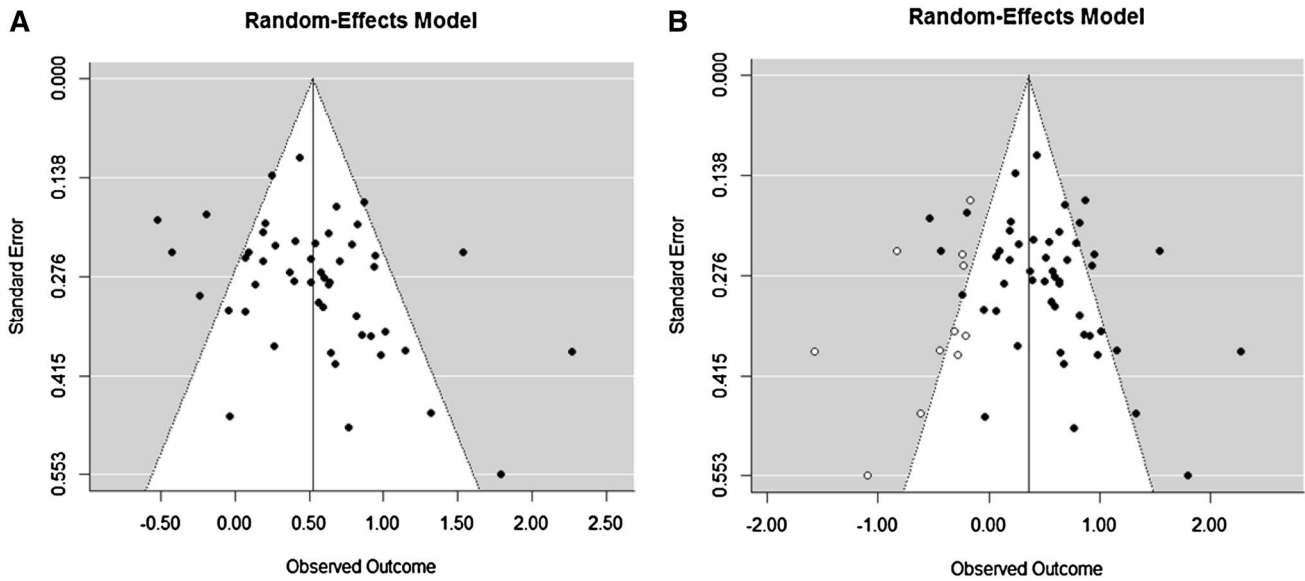 A
Random-Effects Model
0.000
0.138
0.276
0.415
0.553
Standard Error
-0.50 0.00 0.50 1.00 1.50 2.00 2.50
Observed Outcome
B
Random-Effects Model
0.000
0.138
0.276
0.415
0.553
Standard Error
-2.00 -1.00 0.00 1.00 2.00
Observed Outcome